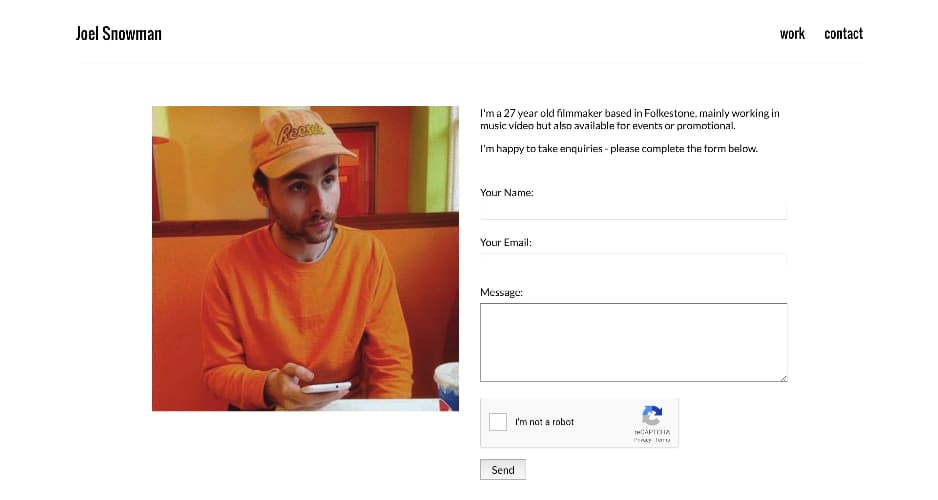 Joel Snowman
work contact
Reese's
I'm a 27 year old filmmaker based in Folkestone, mainly working in
music video but also available for events or promotional.
I'm happy to take enquiries - please complete the form below.
Your Name:
Your Email:
Message:
I'm not a robot
reCAPTCHA
Privacy - Terms
Send